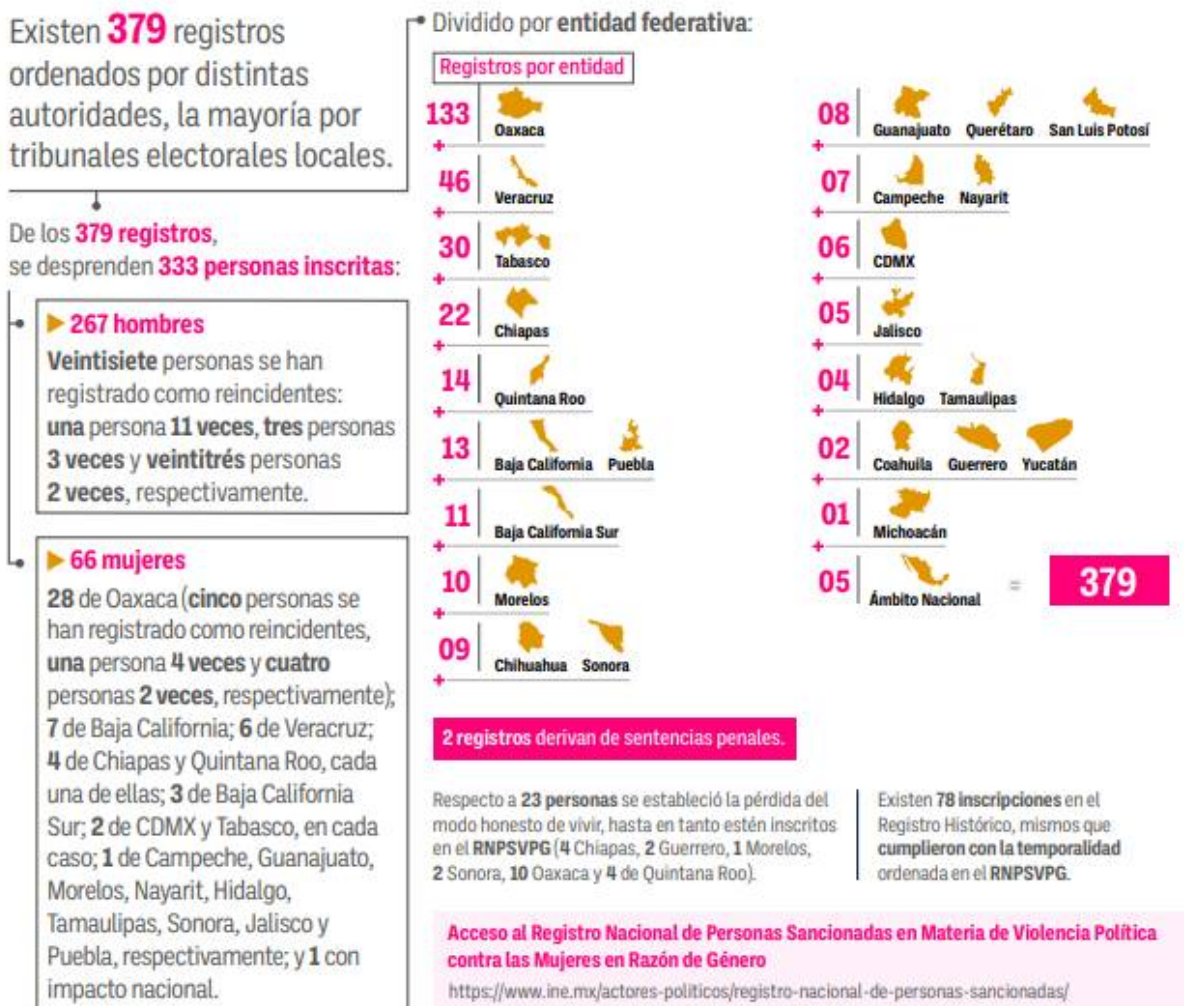 Existen 379 registros
ordenados por distintas
autoridades, la mayoría por
tribunales electorales locales.
De los 379 registros,
se desprenden 333 personas inscritas:
267 hombres
Veintisiete personas se han
registrado como reincidentes:
una persona 11 veces, tres personas
3 veces y veintitrés personas
2 veces, respectivamente.
66 mujeres
28 de Oaxaca (cinco personas se
han registrado como reincidentes,
una persona 4 veces y cuatro
personas 2 veces, respectivamente);
7 de Baja California; 6 de Veracruz;
4 de Chiapas y Quintana Roo, cada
una de ellas; 3 de Baja California
Sur; 2 de CDMX y Tabasco, en cada
caso; 1 de Campeche, Guanajuato,
Morelos, Nayarit, Hidalgo,
Tamaulipas, Sonora, Jalisco y
Puebla, respectivamente; y 1 con
impacto nacional.
Dividido por entidad federativa:
Registros por entidad
133 Oaxaca
+
46 Veracruz
+
30 Tabasco
+
22 Chiapas
+
14 Quintana Roo
+
13 Baja California Puebla
+
11 Baja California Sur
+
10 Morelos
+
09 Chihuahua Sonora
+
08 Guanajuato Querétaro San Luis Potosí
+
07 Campeche Nayarit
+
06 CDMX
+
05 Jalisco
+
04 Hidalgo Tamaulipas
+
02 Coahuila Guerrero Yucatán
+
01 Michoacán
+
05 Ámbito Nacional = 379
2 registros derivan de sentencias penales.
Respecto a 23 personas se estableció la pérdida del
modo honesto de vivir, hasta en tanto estén inscritos
en el RNPSVPG (4 Chiapas, 2 Guerrero, 1 Morelos,
2 Sonora, 10 Oaxaca y 4 de Quintana Roo).
Existen 78 inscripciones en el
Registro Histórico, mismos que
cumplieron con la temporalidad
ordenada en el RNPSVPG.
Acceso al Registro Nacional de Personas Sancionadas en Materia de Violencia Política
contra las Mujeres en Razón de Género
https://www.ine.mx/actores-politicos/registro-nacional-de-personas-sancionadas/